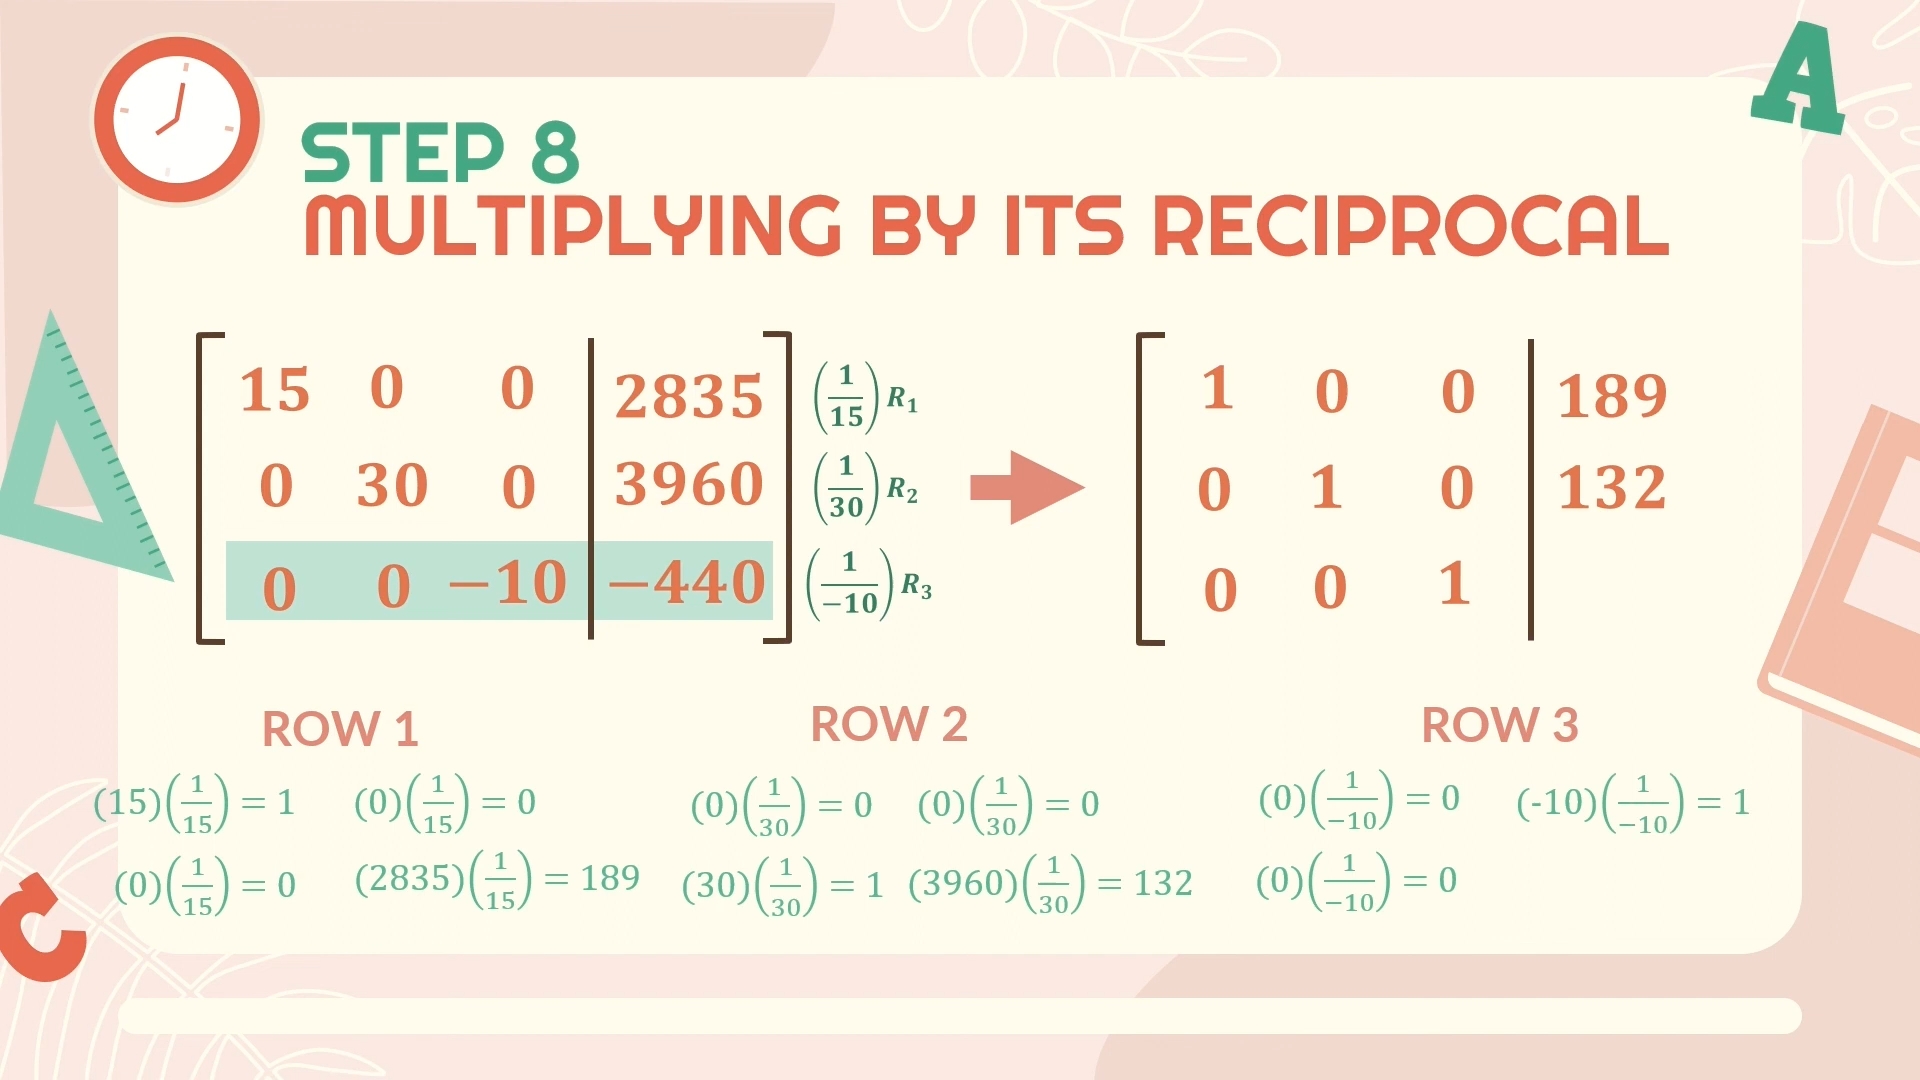 A
STEP 8
MULTIPLYING BY ITS RECIPROCAL
15 0 0 | 2835 (1/15) R₁
0 30 0 | 3960 (1/30) R₂
0 0 −10 | −440 (1/−10) R₃
1 0 0 | 189
0 1 0 | 132
0 0 1 |
ROW 1
(15)(1/15) = 1 (0)(1/15) = 0
(0)(1/15) = 0 (2835)(1/15) = 189
ROW 2
(0)(1/30) = 0 (0)(1/30) = 0
(30)(1/30) = 1 (3960)(1/30) = 132
ROW 3
(0)(1/−10) = 0 (-10)(1/−10) = 1
(0)(1/−10) = 0
C